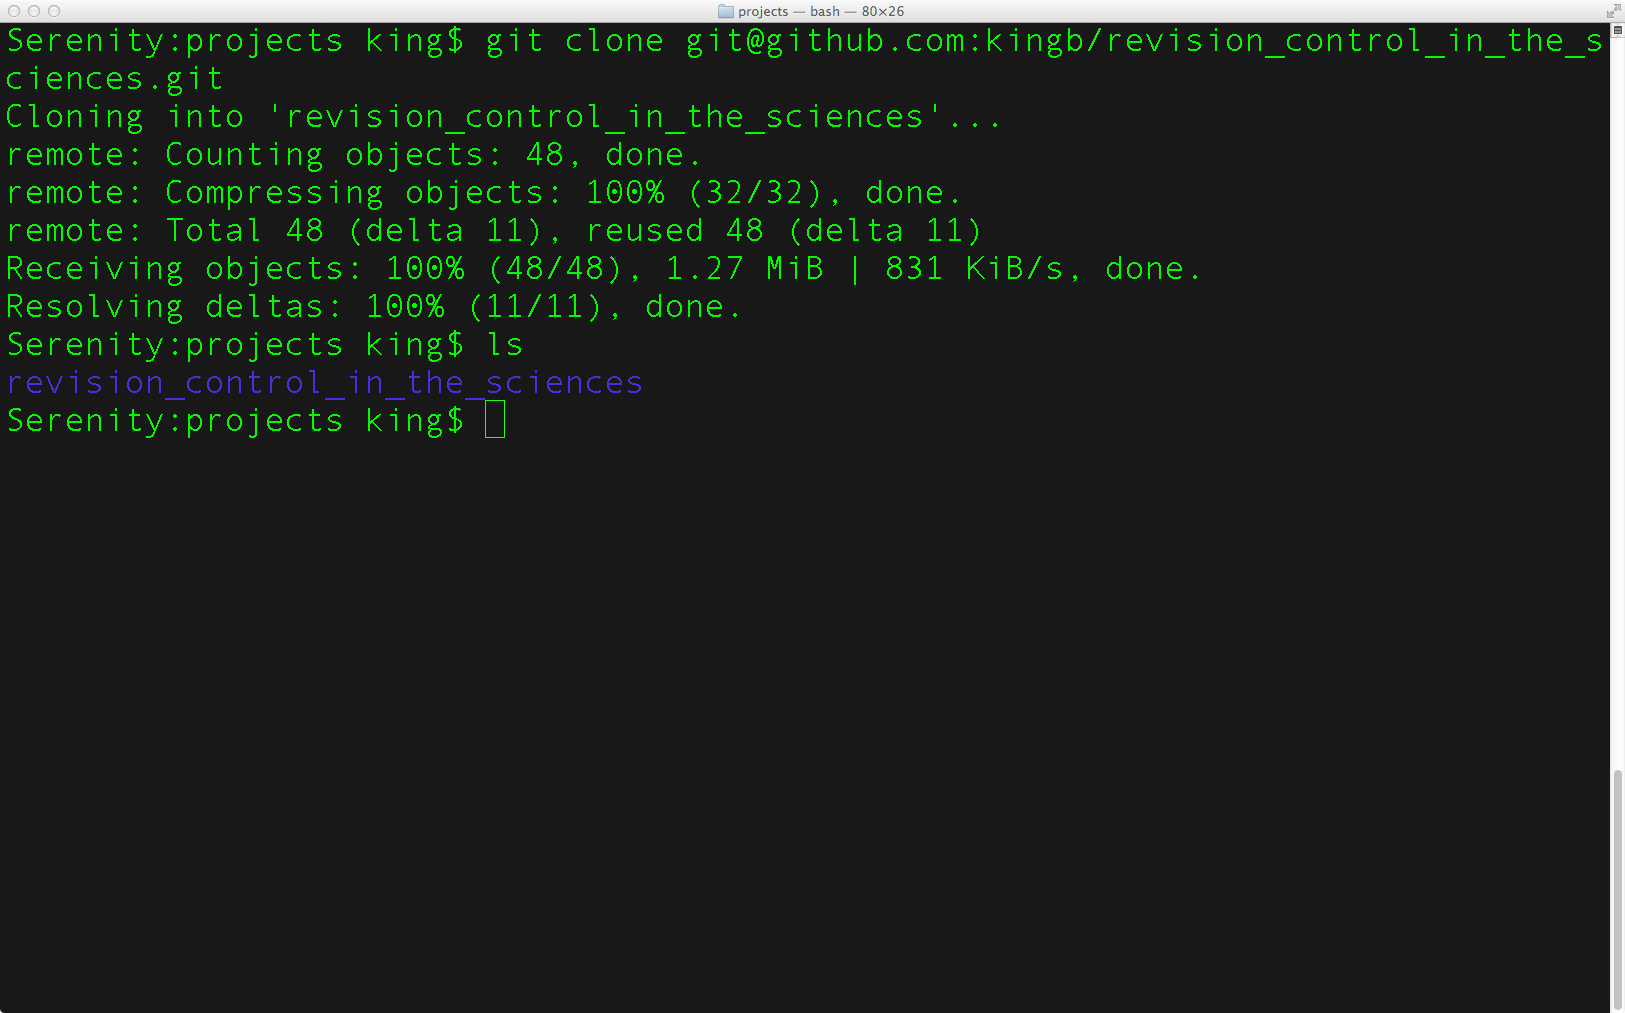 projects — bash — 80×26
Serenity:projects king$ git clone git@github.com:kingb/revision_control_in_the_s
ciences.git
Cloning into 'revision_control_in_the_sciences'...
remote: Counting objects: 48, done.
remote: Compressing objects: 100% (32/32), done.
remote: Total 48 (delta 11), reused 48 (delta 11)
Receiving objects: 100% (48/48), 1.27 MiB | 831 KiB/s, done.
Resolving deltas: 100% (11/11), done.
Serenity:projects king$ ls
revision_control_in_the_sciences
Serenity:projects king$